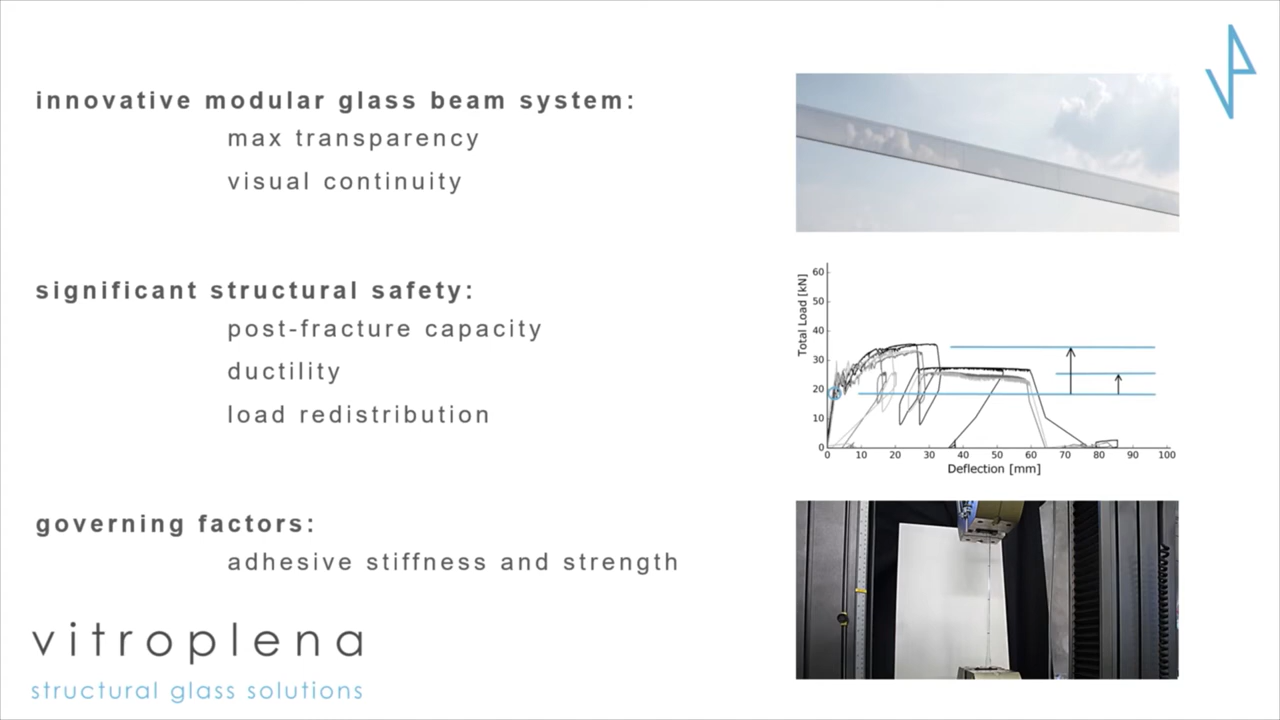 innovative modular glass beam system:
max transparency
visual continuity
significant structural safety:
post-fracture capacity
ductility
load redistribution
governing factors:
adhesive stiffness and strength
vitroplena
structural glass solutions
Total Load [kN]
60
50
40
30
20
10
0
0 10 20 30 40 50 60 70 80 90 100
Deflection [mm]